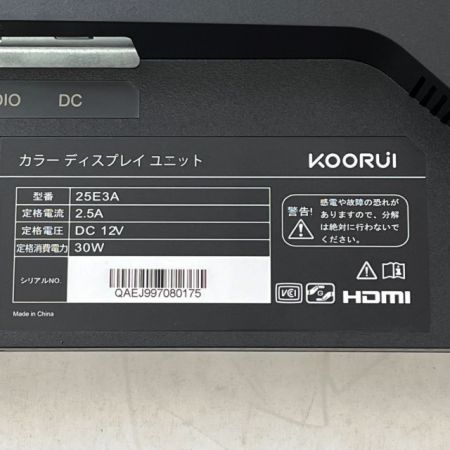 DIO DC
カラー ディスプレイ ユニット
KOORUI
型番 25E3A
定格電流 2.5A
定格電圧 DC 12V
定格消費電力 30W
シリアルNO.
QAEJ997080175
警告!
感電や故障の恐れが
ありますので、分解
は絶対に行わないで
ください。
VCI
HDMI
Made in China